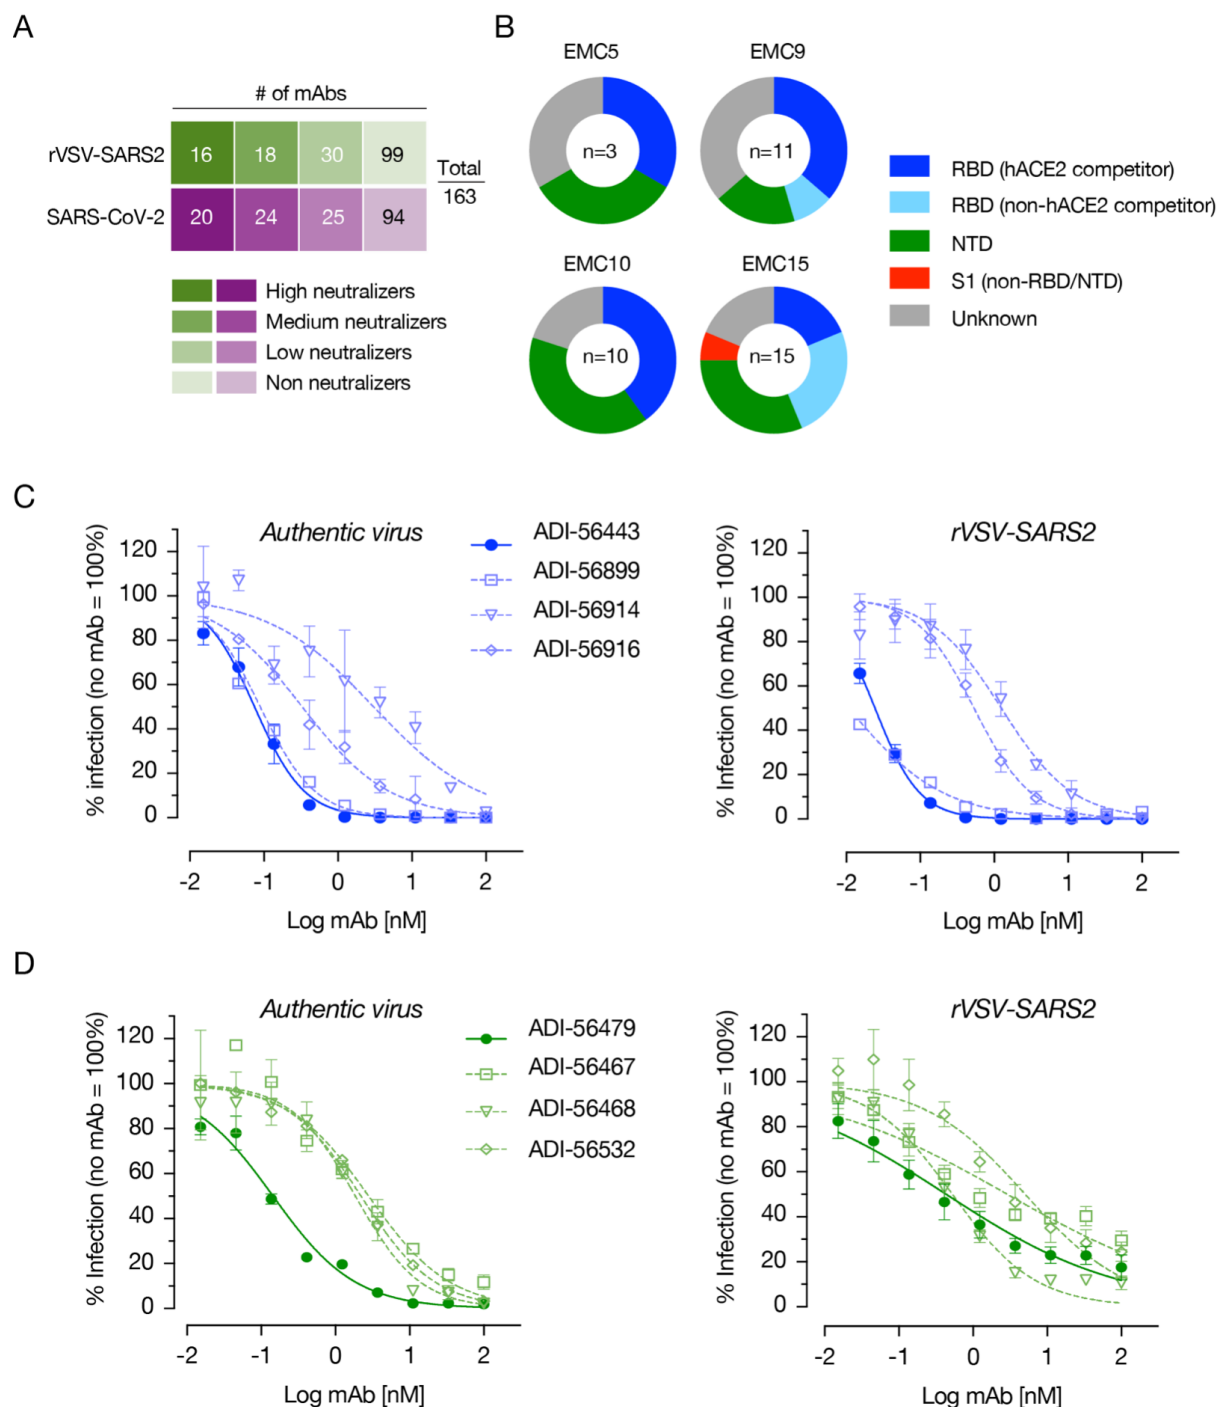 A
# of mAbs
rVSV-SARS2 16 18 30 99
SARS-CoV-2 20 24 25 94
Total
163
High neutralizers
Medium neutralizers
Low neutralizers
Non neutralizers
B
EMC5
n=3
EMC9
n=11
EMC10
n=10
EMC15
n=15
RBD (hACE2 competitor)
RBD (non-hACE2 competitor)
NTD
S1 (non-RBD/NTD)
Unknown
C
Authentic virus
% infection (no mAb = 100%)
120
100
80
60
40
20
0
-2 -1 0 1 2
Log mAb [nM]
ADI-56443
ADI-56899
ADI-56914
ADI-56916
rVSV-SARS2
% Infection (no mAb = 100%)
120
100
80
60
40
20
0
-2 -1 0 1 2
Log mAb [nM]
D
Authentic virus
% Infection (no mAb = 100%)
120
100
80
60
40
20
0
-2 -1 0 1 2
Log mAb [nM]
ADI-56479
ADI-56467
ADI-56468
ADI-56532
rVSV-SARS2
% Infection (no mAb = 100%)
120
100
80
60
40
20
0
-2 -1 0 1 2
Log mAb [nM]